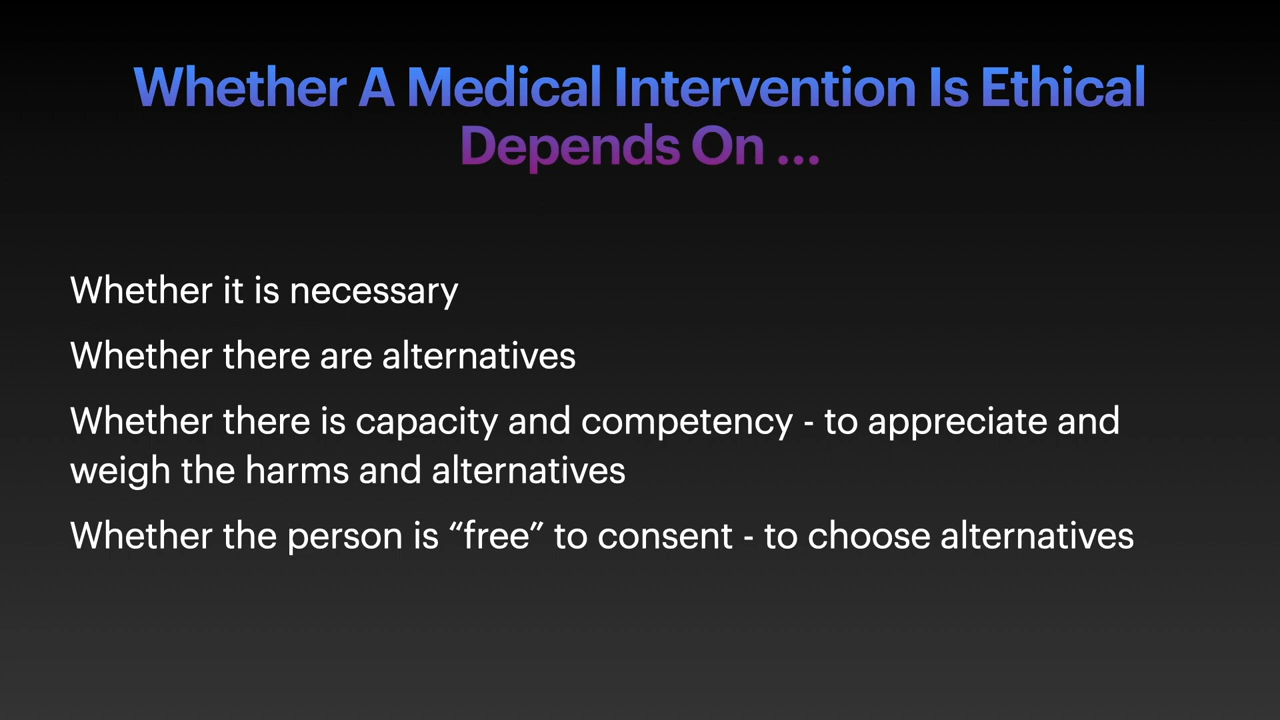 Whether A Medical Intervention Is Ethical
Depends On ...
Whether it is necessary
Whether there are alternatives
Whether there is capacity and competency - to appreciate and
weigh the harms and alternatives
Whether the person is “free” to consent - to choose alternatives